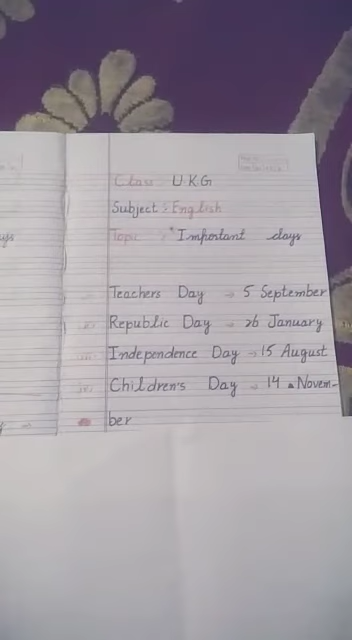 Class : U.K.G
Subject : English
Topic : Important days
Teachers Day → 5 September
Republic Day → 26 January
Independence Day → 15 August
Children's Day → 14 Novem-
ber